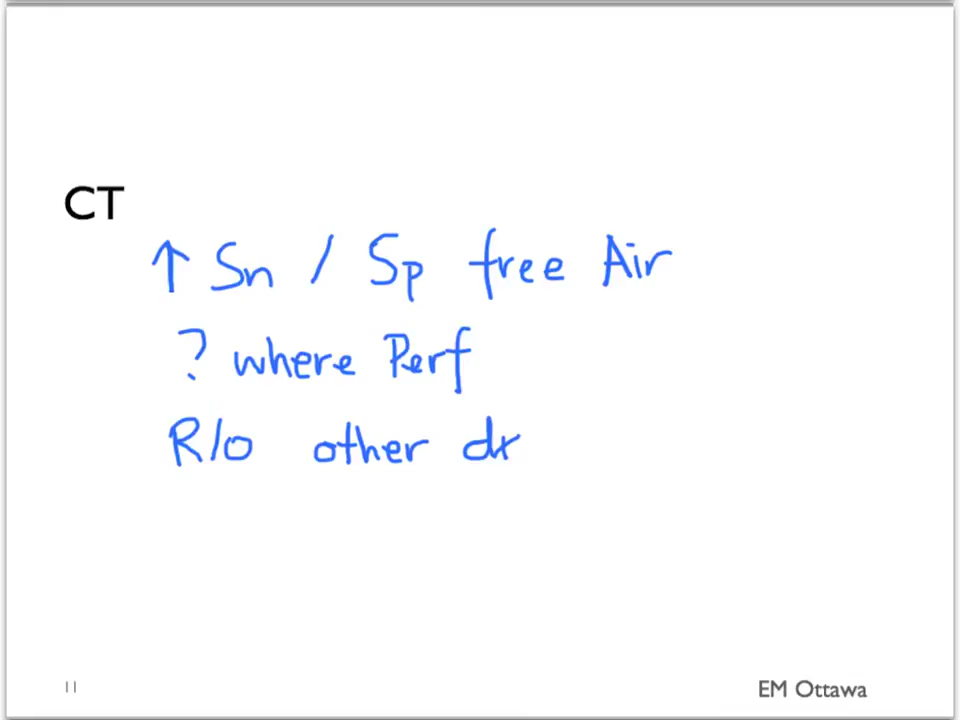 CT
↑ Sn / Sp free Air
? where Perf
R/o other dx
11
EM Ottawa